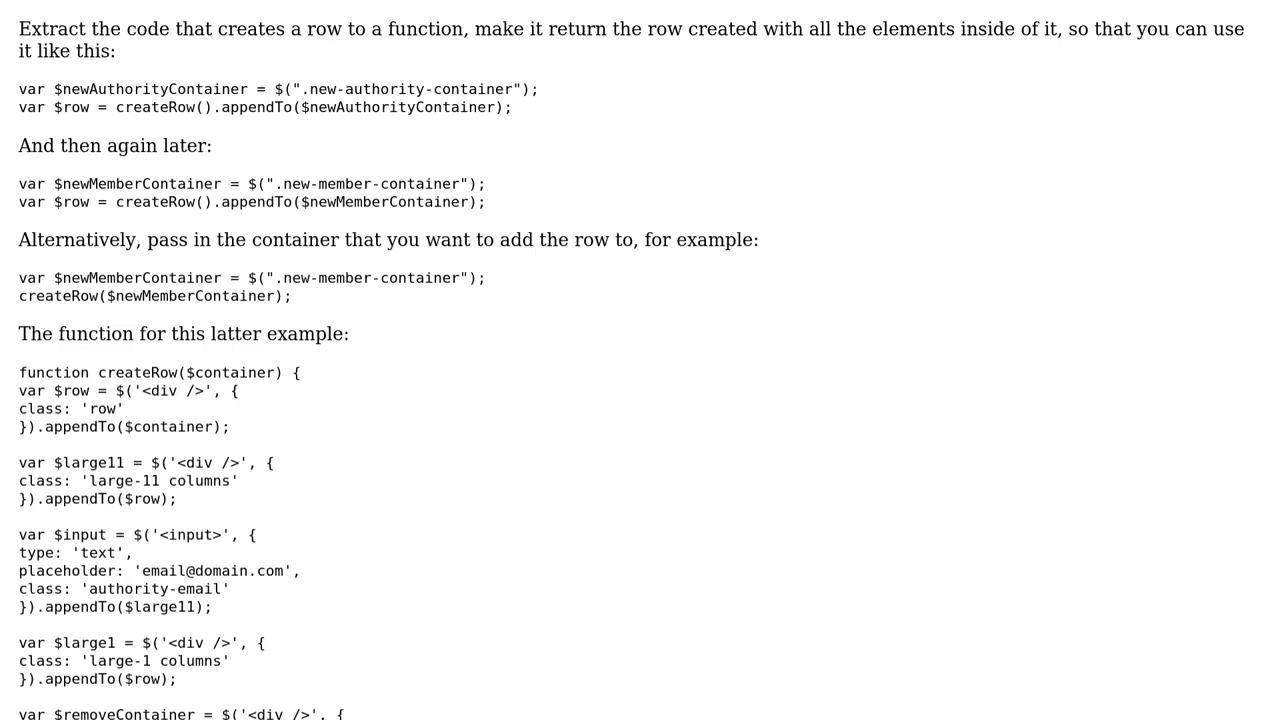 Extract the code that creates a row to a function, make it return the row created with all the elements inside of it, so that you can use
it like this:
var $newAuthorityContainer = $(".new-authority-container");
var $row = createRow().appendTo($newAuthorityContainer);
And then again later:
var $newMemberContainer = $(".new-member-container");
var $row = createRow().appendTo($newMemberContainer);
Alternatively, pass in the container that you want to add the row to, for example:
var $newMemberContainer = $(".new-member-container");
createRow($newMemberContainer);
The function for this latter example:
function createRow($container) {
var $row = $('<div />', {
class: 'row'
}).appendTo($container);
var $large11 = $('<div />', {
class: 'large-11 columns'
}).appendTo($row);
var $input = $('<input>', {
type: 'text',
placeholder: 'email@domain.com',
class: 'authority-email'
}).appendTo($large11);
var $large1 = $('<div />', {
class: 'large-1 columns'
}).appendTo($row);
var $removeContainer = $('<div />', {